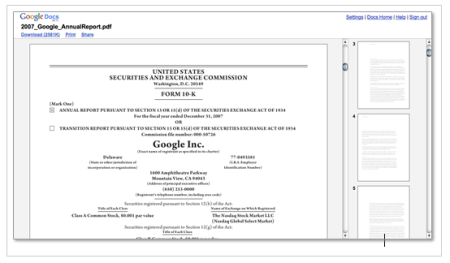 Google Docs
Settings | Docs Home | Help | Sign out
2007_Google_AnnualReport.pdf
Download (2581K) Print Share
UNITED STATES
SECURITIES AND EXCHANGE COMMISSION
Washington, D.C. 20549
FORM 10-K
(Mark One)
ANNUAL REPORT PURSUANT TO SECTION 13 OR 15(d) OF THE SECURITIES EXCHANGE ACT OF 1934
For the fiscal year ended December 31, 2007
OR
TRANSITION REPORT PURSUANT TO SECTION 13 OR 15(d) OF THE SECURITIES EXCHANGE ACT OF 1934
Commission file number: 000-50726
Google Inc.
(Exact name of registrant as specified in its charter)
Delaware 77-0493581
(State or other jurisdiction of (I.R.S. Employer
incorporation or organization) Identification Number)
1600 Amphitheatre Parkway
Mountain View, CA 94043
(Address of principal executive offices)
(650) 253-0000
(Registrant's telephone number, including area code)
Securities registered pursuant to Section 12(b) of the Act:
Title of Each Class Name of Exchange on Which Registered
Class A Common Stock, $0.001 par value The Nasdaq Stock Market LLC
(Nasdaq Global Select Market)
Securities registered pursuant to Section 12(g) of the Act:
Title of Each Class
3
4
5